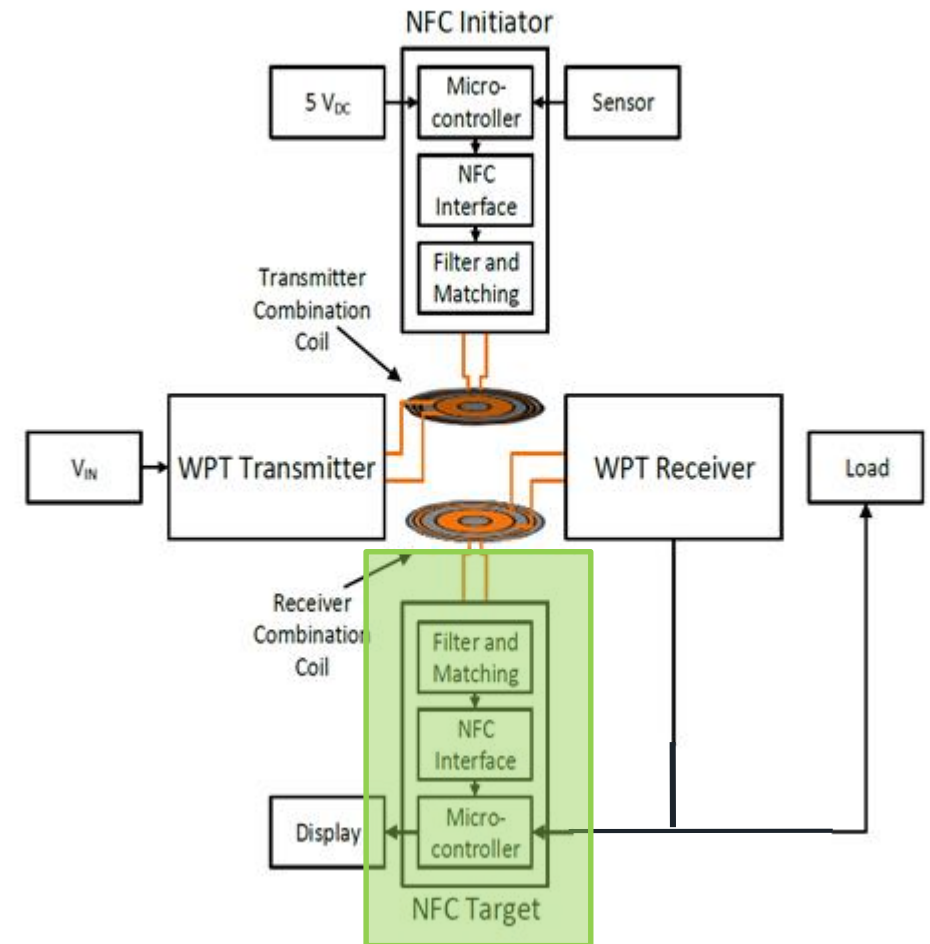 NFC Initiator
5 VDC
Micro-
controller
Sensor
NFC
Interface
Filter and
Matching
Transmitter
Combination
Coil
VIN
WPT Transmitter
WPT Receiver
Load
Receiver
Combination
Coil
Filter and
Matching
NFC
Interface
Display
Micro-
controller
NFC Target